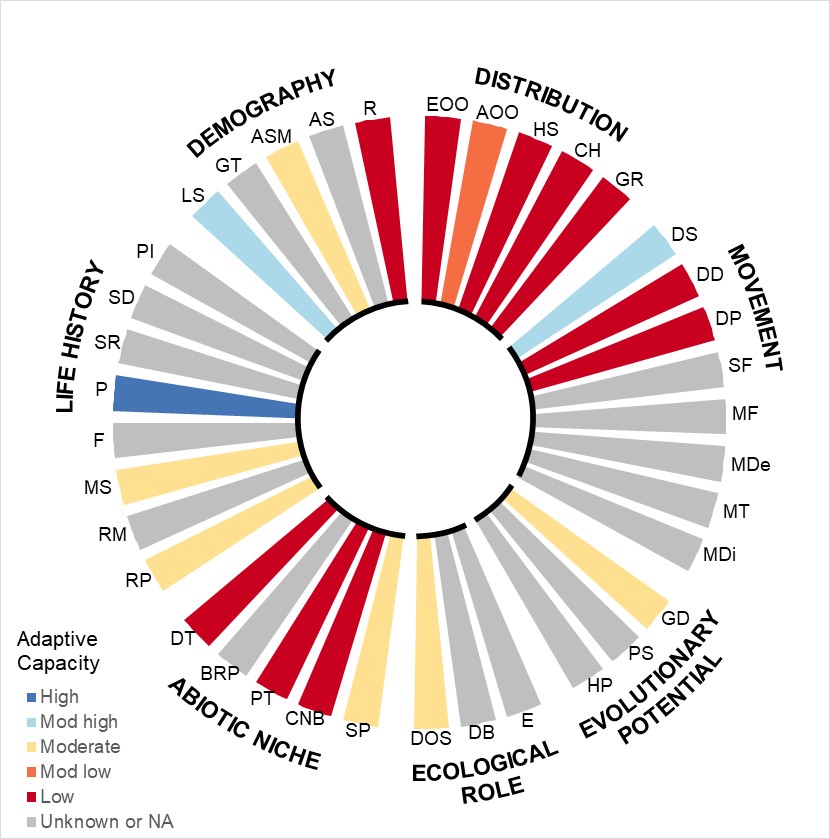 DISTRIBUTION
EOO
AOO
HS
CH
GR
MOVEMENT
DS
DD
DP
SF
MF
MDe
MT
MDi
EVOLUTIONARY
POTENTIAL
GD
PS
HP
ECOLOGICAL
ROLE
E
DB
DOS
ABIOTIC NICHE
SP
CNB
PT
BRP
DT
LIFE HISTORY
RP
RM
MS
F
P
SR
SD
PI
DEMOGRAPHY
LS
GT
ASM
AS
R
Adaptive
Capacity
High
Mod high
Moderate
Mod low
Low
Unknown or NA